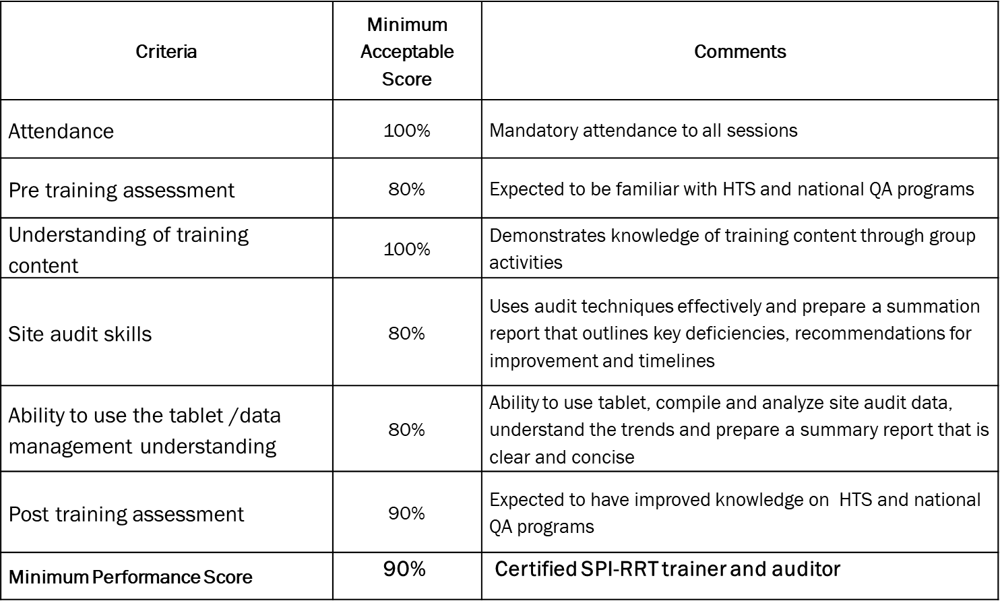 Criteria
Minimum
Acceptable
Score
Comments
Attendance
100%
Mandatory attendance to all sessions
Pre training assessment
80%
Expected to be familiar with HTS and national QA programs
Understanding of training
content
100%
Demonstrates knowledge of training content through group
activities
Site audit skills
80%
Uses audit techniques effectively and prepare a summation
report that outlines key deficiencies, recommendations for
improvement and timelines
Ability to use the tablet /data
management understanding
80%
Ability to use tablet, compile and analyze site audit data,
understand the trends and prepare a summary report that is
clear and concise
Post training assessment
90%
Expected to have improved knowledge on HTS and national
QA programs
Minimum Performance Score
90%
Certified SPI-RRT trainer and auditor